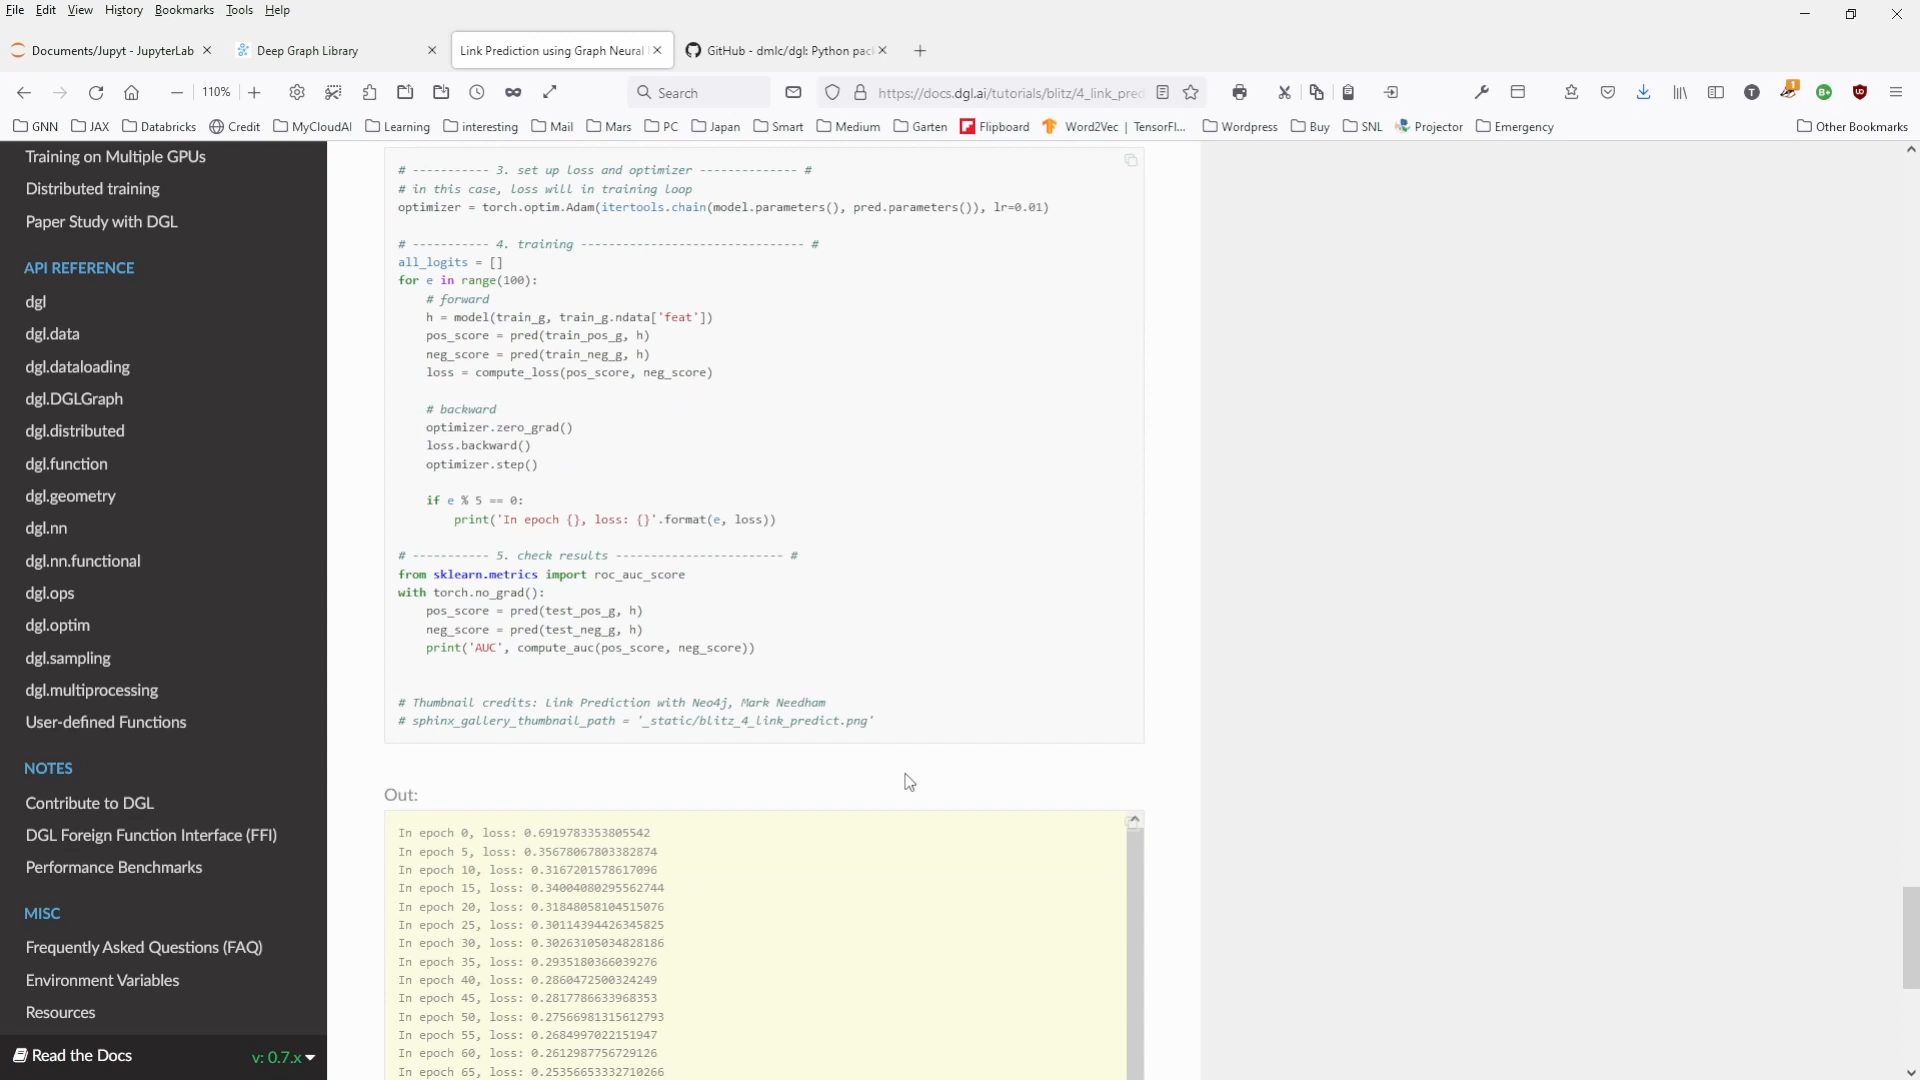 File Edit View History Bookmarks Tools Help
Documents/Jupyt - JupyterLab
Deep Graph Library
Link Prediction using Graph Neural
GitHub - dmlc/dgl: Python pac
110%
Search
https://docs.dgl.ai/tutorials/blitz/4_link_pred
GNN JAX Databricks Credit MyCloudAI Learning interesting Mail Mars PC Japan Smart Medium Garten Flipboard Word2Vec | TensorFl... Wordpress Buy SNL Projector Emergency Other Bookmarks
Training on Multiple GPUs
Distributed training
Paper Study with DGL
API REFERENCE
dgl
dgl.data
dgl.dataloading
dgl.DGLGraph
dgl.distributed
dgl.function
dgl.geometry
dgl.nn
dgl.nn.functional
dgl.ops
dgl.optim
dgl.sampling
dgl.multiprocessing
User-defined Functions
NOTES
Contribute to DGL
DGL Foreign Function Interface (FFI)
Performance Benchmarks
MISC
Frequently Asked Questions (FAQ)
Environment Variables
Resources
Read the Docs v: 0.7.x
# ----------- 3. set up loss and optimizer -------------- #
# in this case, loss will in training loop
optimizer = torch.optim.Adam(itertools.chain(model.parameters(), pred.parameters()), lr=0.01)
# ----------- 4. training -------------------------------- #
all_logits = []
for e in range(100):
# forward
h = model(train_g, train_g.ndata['feat'])
pos_score = pred(train_pos_g, h)
neg_score = pred(train_neg_g, h)
loss = compute_loss(pos_score, neg_score)
# backward
optimizer.zero_grad()
loss.backward()
optimizer.step()
if e % 5 == 0:
print('In epoch {}, loss: {}'.format(e, loss))
# ----------- 5. check results ------------------------ #
from sklearn.metrics import roc_auc_score
with torch.no_grad():
pos_score = pred(test_pos_g, h)
neg_score = pred(test_neg_g, h)
print('AUC', compute_auc(pos_score, neg_score))
# Thumbnail credits: Link Prediction with Neo4j, Mark Needham
# sphinx_gallery_thumbnail_path = '_static/blitz_4_link_predict.png'
Out:
In epoch 0, loss: 0.6919783353805542
In epoch 5, loss: 0.35678067803382874
In epoch 10, loss: 0.3167201578617096
In epoch 15, loss: 0.34004080295562744
In epoch 20, loss: 0.31848058104515076
In epoch 25, loss: 0.30114394426345825
In epoch 30, loss: 0.30263105034828186
In epoch 35, loss: 0.2935180366039276
In epoch 40, loss: 0.2860472500324249
In epoch 45, loss: 0.2817786633968353
In epoch 50, loss: 0.27566981315612793
In epoch 55, loss: 0.2684997022151947
In epoch 60, loss: 0.2612987756729126
In epoch 65, loss: 0.25356653332710266